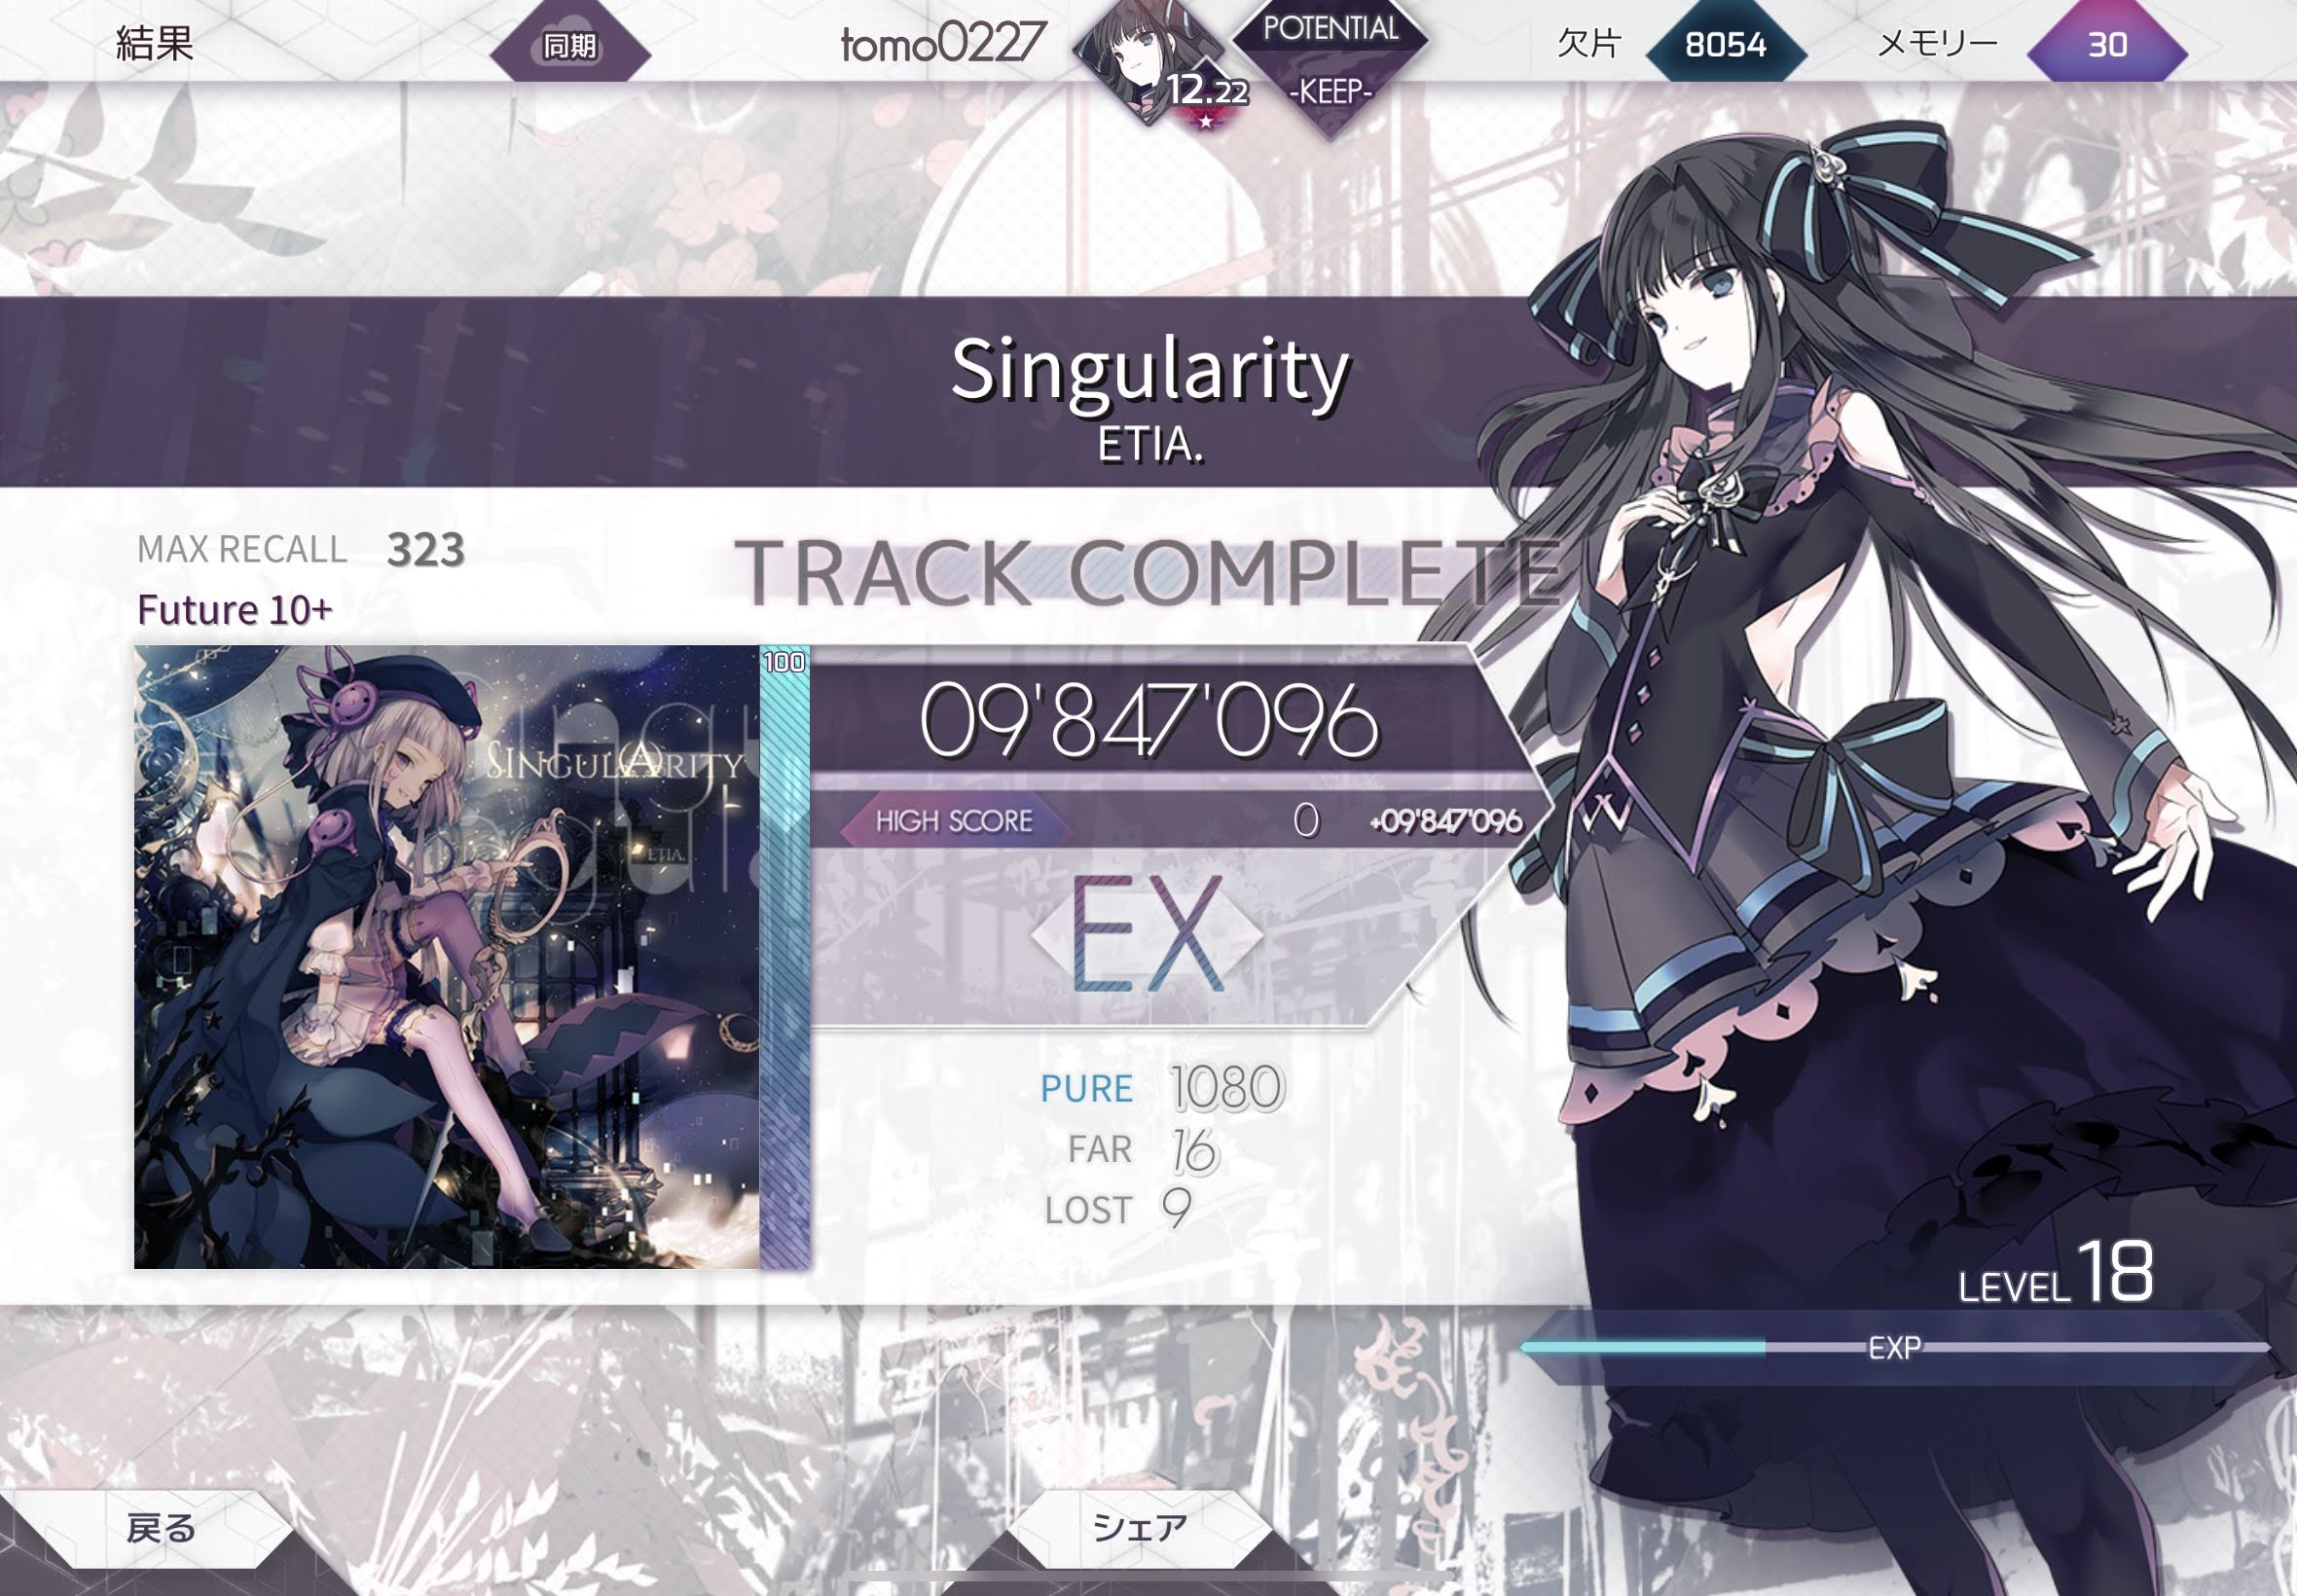 結果
同期
tomo0227
12.22
POTENTIAL
-KEEP-
欠片 8054
メモリー 30
Singularity
ETIA.
MAX RECALL 323
Future 10+
TRACK COMPLETE
100
SINGULARITY
ETIA.
09'847'096
HIGH SCORE 0 +09'847'096
EX
PURE 1080
FAR 16
LOST 9
LEVEL 18
EXP
戻る
シェア